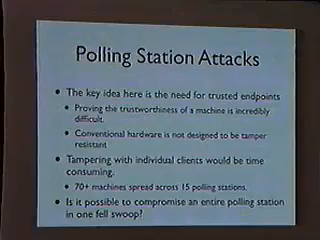 Polling Station Attacks
• The key idea here is the need for trusted endpoints
• Proving the trustworthiness of a machine is incredibly
difficult.
• Conventional hardware is not designed to be tamper
resistant
• Tampering with individual clients would be time
consuming.
• 70+ machines spread across 15 polling stations.
• Is it possible to compromise an entire polling station
in one fell swoop?